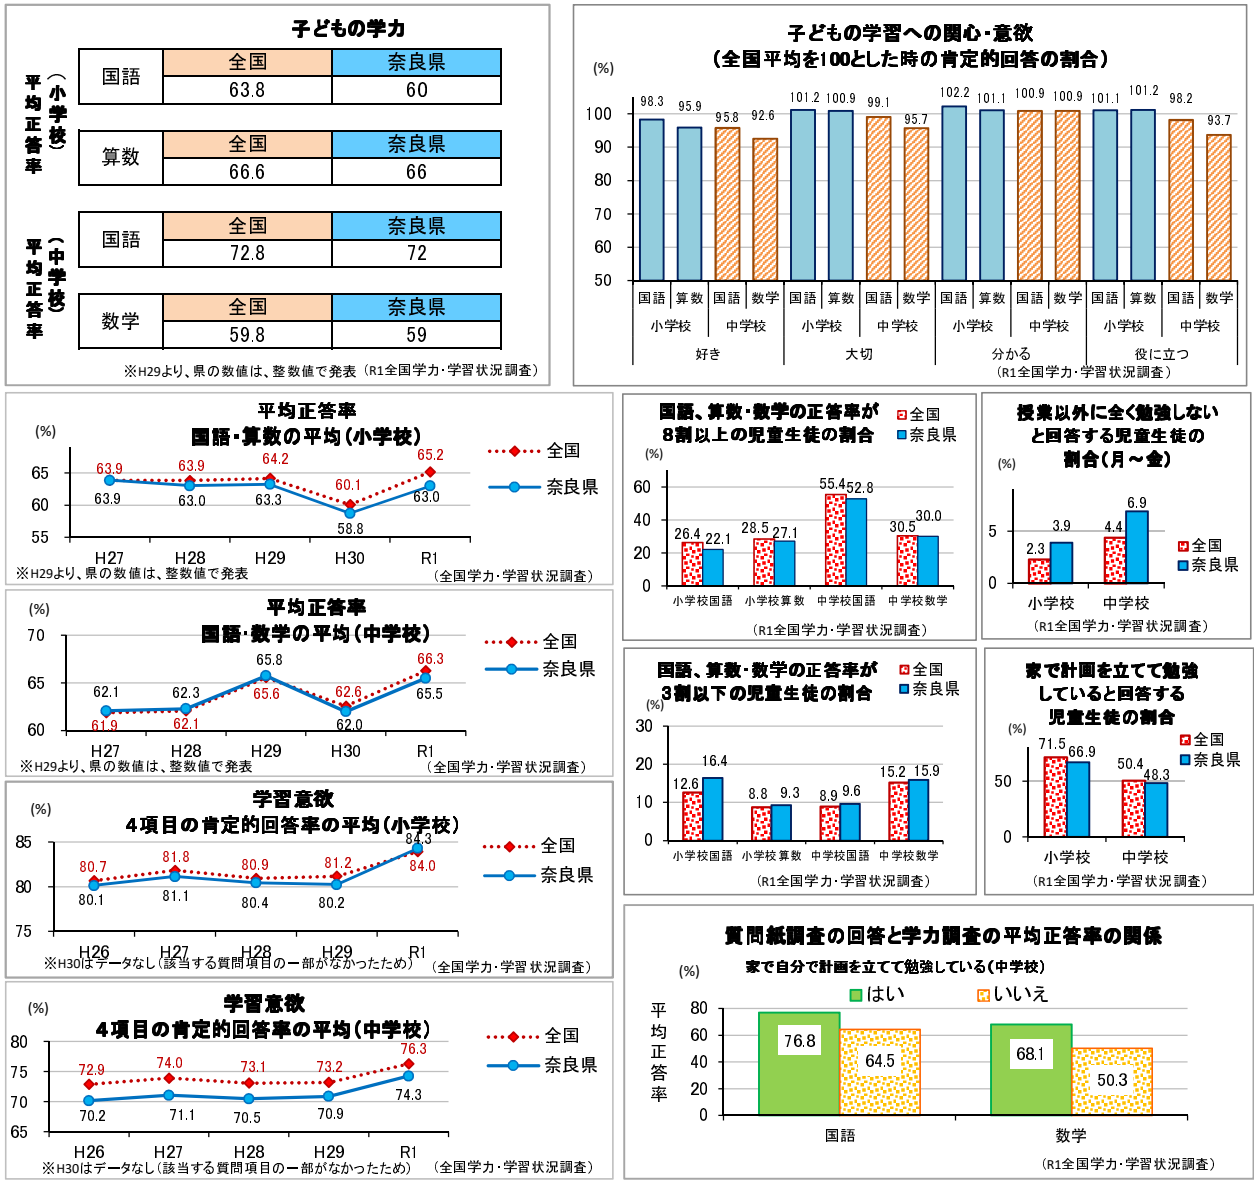 子どもの学力
平均正答率
(小学校)
国語
全国
奈良県
63.8
60
算数
全国
奈良県
66.6
66
平均正答率
(中学校)
国語
全国
奈良県
72.8
72
数学
全国
奈良県
59.8
59
※H29より、県の数値は、整数値で発表
(R1全国学力・学習状況調査)
子どもの学習への関心・意欲
(全国平均を100とした時の肯定的回答の割合)
(%)
100
90
80
70
60
50
98.3 95.9 95.8 92.6 101.2 100.9 99.1 95.7 102.2 101.1 100.9 100.9 101.1 101.2 98.2 93.7
国語 算数 国語 数学 国語 算数 国語 数学 国語 算数 国語 数学 国語 算数 国語 数学
小学校 中学校 小学校 中学校 小学校 中学校 小学校 中学校
好き 大切 分かる 役に立つ
(R1全国学力・学習状況調査)
平均正答率
国語・算数の平均(小学校)
(%)
65
60
55
63.9 63.9 64.2 60.1 65.2
63.9 63.0 63.3 58.8 63.0
H27 H28 H29 H30 R1
全国
奈良県
※H29より、県の数値は、整数値で発表
(全国学力・学習状況調査)
平均正答率
国語・数学の平均(中学校)
(%)
70
65
60
62.1 62.3 65.8 62.6 66.3
61.9 62.1 65.6 62.0 65.5
H27 H28 H29 H30 R1
全国
奈良県
※H29より、県の数値は、整数値で発表
(全国学力・学習状況調査)
学習意欲
4項目の肯定的回答率の平均(小学校)
(%)
85
80
75
80.7 81.8 80.9 81.2 84.3
80.1 81.1 80.4 80.2 84.0
H26 H27 H28 H29 R1
全国
奈良県
※H30はデータなし(該当する質問項目の一部がなかったため)
(全国学力・学習状況調査)
学習意欲
4項目の肯定的回答率の平均(中学校)
(%)
80
75
70
65
72.9 74.0 73.1 73.2 76.3
70.2 71.1 70.5 70.9 74.3
H26 H27 H28 H29 R1
全国
奈良県
※H30はデータなし(該当する質問項目の一部がなかったため)
(全国学力・学習状況調査)
国語、算数・数学の正答率が
8割以上の児童生徒の割合
全国
奈良県
(%)
60
40
20
0
26.4 22.1 28.5 27.1 55.4 52.8 30.5 30.0
小学校国語 小学校算数 中学校国語 中学校数学
(R1全国学力・学習状況調査)
授業以外に全く勉強しない
と回答する児童生徒の
割合(月~金)
(%)
5
0
2.3 3.9 4.4 6.9
全国
奈良県
小学校 中学校
(R1全国学力・学習状況調査)
国語、算数・数学の正答率が
3割以下の児童生徒の割合
全国
奈良県
(%)
30
20
10
0
12.6 16.4 8.8 9.3 8.9 9.6 15.2 15.9
小学校国語 小学校算数 中学校国語 中学校数学
(R1全国学力・学習状況調査)
家で計画を立てて勉強
していると回答する
児童生徒の割合
(%)
50
0
71.5 66.9 50.4 48.3
全国
奈良県
小学校 中学校
(R1全国学力・学習状況調査)
質問紙調査の回答と学力調査の平均正答率の関係
家で自分で計画を立てて勉強している(中学校)
(%)
はい
いいえ
平均正答率
80
60
40
20
0
76.8 64.5 68.1 50.3
国語 数学
(R1全国学力・学習状況調査)